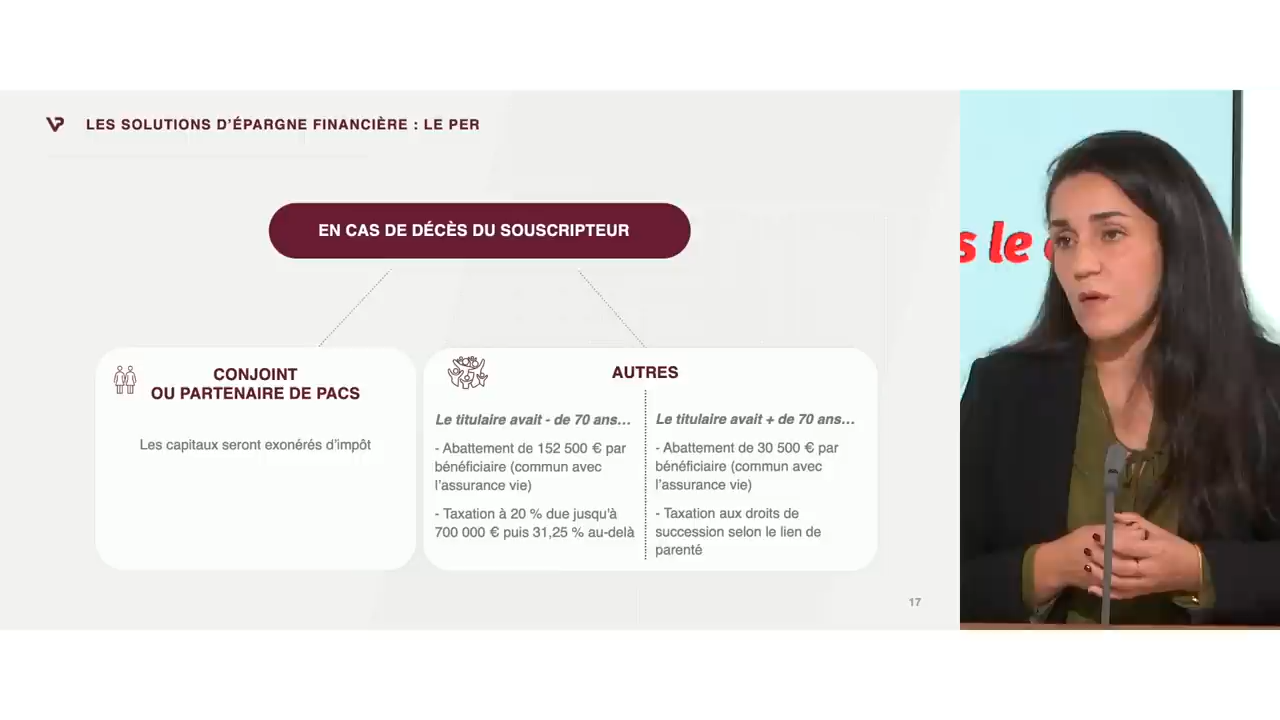 LES SOLUTIONS D'ÉPARGNE FINANCIÈRE : LE PER
EN CAS DE DÉCÈS DU SOUSCRIPTEUR
CONJOINT
OU PARTENAIRE DE PACS
Les capitaux seront exonérés d'impôt
AUTRES
Le titulaire avait - de 70 ans...
- Abattement de 152 500 € par
bénéficiaire (commun avec
l'assurance vie)
- Taxation à 20 % due jusqu'à
700 000 € puis 31,25 % au-delà
Le titulaire avait + de 70 ans...
- Abattement de 30 500 € par
bénéficiaire (commun avec
l'assurance vie)
- Taxation aux droits de
succession selon le lien de
parenté
17
s le